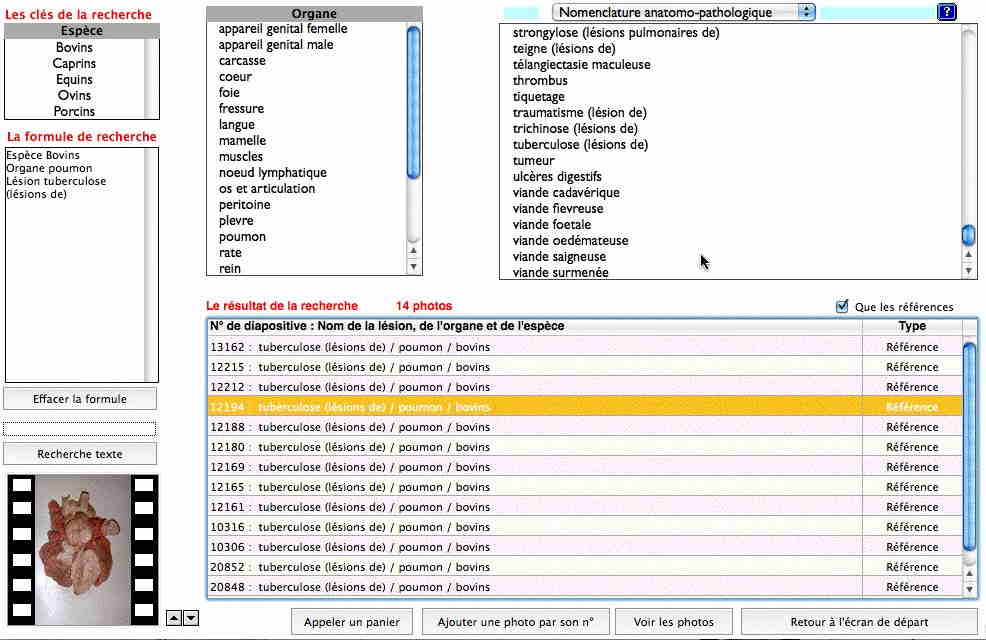 Les clés de la recherche
Espèce
Bovins
Caprins
Equins
Ovins
Porcins
La formule de recherche
Espèce Bovins
Organe poumon
Lésion tuberculose
(lésions de)
Effacer la formule
Recherche texte
Organe
appareil genital femelle
appareil genital male
carcasse
coeur
foie
fressure
langue
mamelle
muscles
noeud lymphatique
os et articulation
peritoine
plevre
poumon
rate
rein
Nomenclature anatomo-pathologique
?
strongylose (lésions pulmonaires de)
teigne (lésions de)
télangiectasie maculeuse
thrombus
tiquetage
traumatisme (lésion de)
trichinose (lésions de)
tuberculose (lésions de)
tumeur
ulcères digestifs
viande cadavérique
viande fievreuse
viande foetale
viande oedémateuse
viande saigneuse
viande surmenée
Le résultat de la recherche 14 photos
Que les références
N° de diapositive : Nom de la lésion, de l'organe et de l'espèce Type
13162 : tuberculose (lésions de) / poumon / bovins Référence
12215 : tuberculose (lésions de) / poumon / bovins Référence
12212 : tuberculose (lésions de) / poumon / bovins Référence
12194 : tuberculose (lésions de) / poumon / bovins Référence
12188 : tuberculose (lésions de) / poumon / bovins Référence
12180 : tuberculose (lésions de) / poumon / bovins Référence
12169 : tuberculose (lésions de) / poumon / bovins Référence
12165 : tuberculose (lésions de) / poumon / bovins Référence
12161 : tuberculose (lésions de) / poumon / bovins Référence
10316 : tuberculose (lésions de) / poumon / bovins Référence
10306 : tuberculose (lésions de) / poumon / bovins Référence
20852 : tuberculose (lésions de) / poumon / bovins Référence
20848 : tuberculose (lésions de) / poumon / bovins Référence
Appeler un panier
Ajouter une photo par son n°
Voir les photos
Retour à l'écran de départ